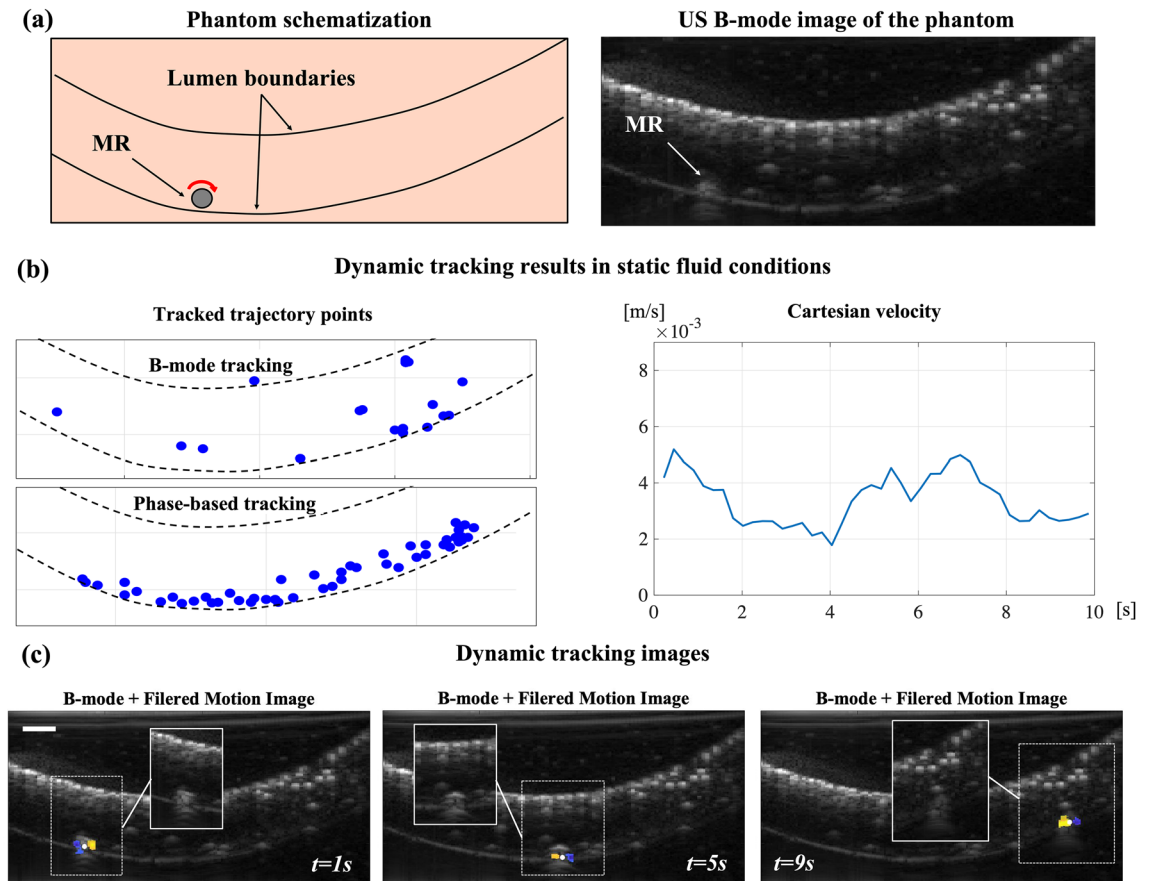 (a)
Phantom schematization
US B-mode image of the phantom
Lumen boundaries
MR
MR
(b)
Dynamic tracking results in static fluid conditions
Tracked trajectory points
B-mode tracking
Phase-based tracking
[m/s]
×10⁻³
Cartesian velocity
8
6
4
2
0
0
2
4
6
8
10
[s]
(c)
Dynamic tracking images
B-mode + Filered Motion Image
B-mode + Filered Motion Image
B-mode + Filered Motion Image
t=1s
t=5s
t=9s